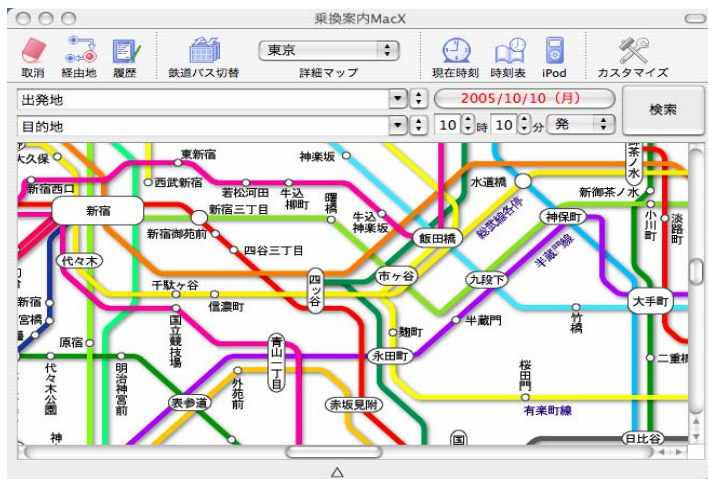 乗換案内MacX
取消
経由地
履歴
鉄道バス切替
東京
詳細マップ
現在時刻
時刻表
iPod
カスタマイズ
出発地
2005/10/10（月）
検索
目的地
10 時 10 分 発
大久保
東新宿
神楽坂
御茶ノ水
新宿西口
西武新宿
若松河田
牛込柳町
曙橋
水道橋
新御茶ノ水
新宿
新宿三丁目
牛込神楽坂
飯田橋
総武線各停
神保町
小川町
淡路町
新宿御苑前
四谷三丁目
半蔵門線
代々木
四ツ谷
市ヶ谷
九段下
千駄ヶ谷
信濃町
大手町
新宿
宮橋
国立競技場
麹町
半蔵門
竹橋
原宿
青山一丁目
永田町
二重橋
代々木公園
明治神宮前
外苑前
桜田門
表参道
赤坂見附
有楽町線
神
国
日比谷